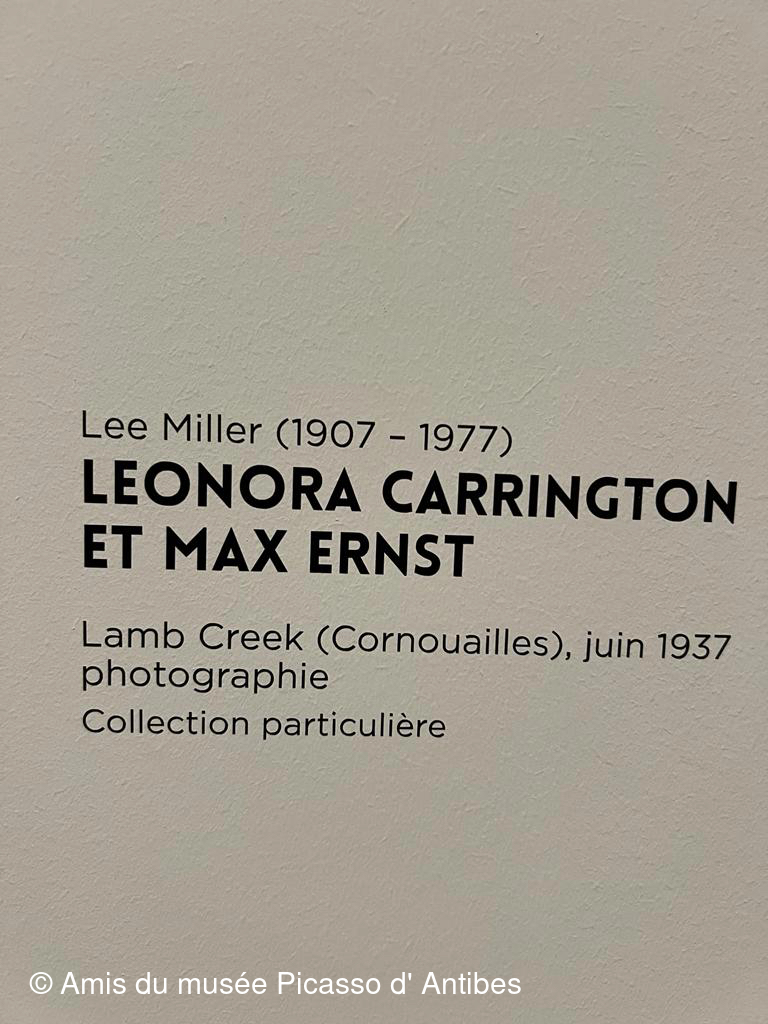 Lee Miller (1907 – 1977)
LEONORA CARRINGTON
ET MAX ERNST
Lamb Creek (Cornouailles), juin 1937
photographie
Collection particulière
© Amis du musée Picasso d' Antibes